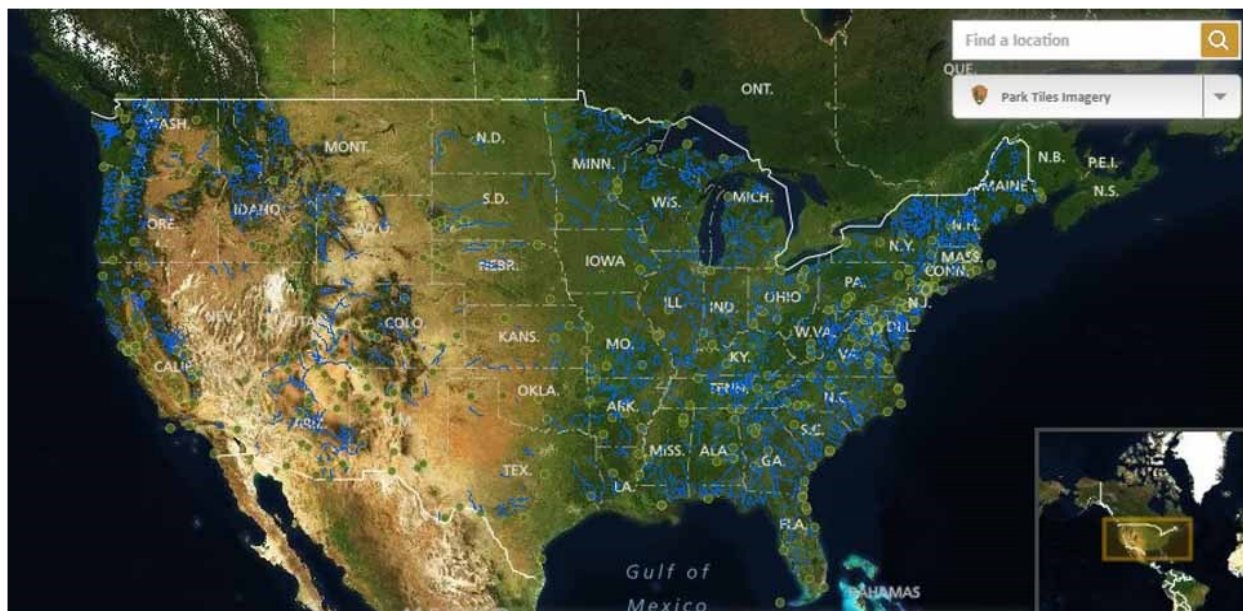 Find a location
QUE.
Park Tiles Imagery
ONT.
WASH.
MONT.
N.D.
MINN.
N.B.
P.E.I.
MAINE
N.S.
ORE.
IDAHO
S.D.
WIS.
MICH.
N.H.
WYO.
N.Y.
MASS.
CONN.
NEBR.
IOWA
PA.
NEV.
UTAH
COLO.
ILL.
IND.
OHIO
N.J.
KANS.
MO.
W.VA.
DEL.
VA.
KY.
CALIF.
OKLA.
TENN.
N.C.
ARIZ.
N.M.
ARK.
S.C.
TEX.
MISS.
ALA.
GA.
LA.
FLA.
Gulf of
Mexico
BAHAMAS